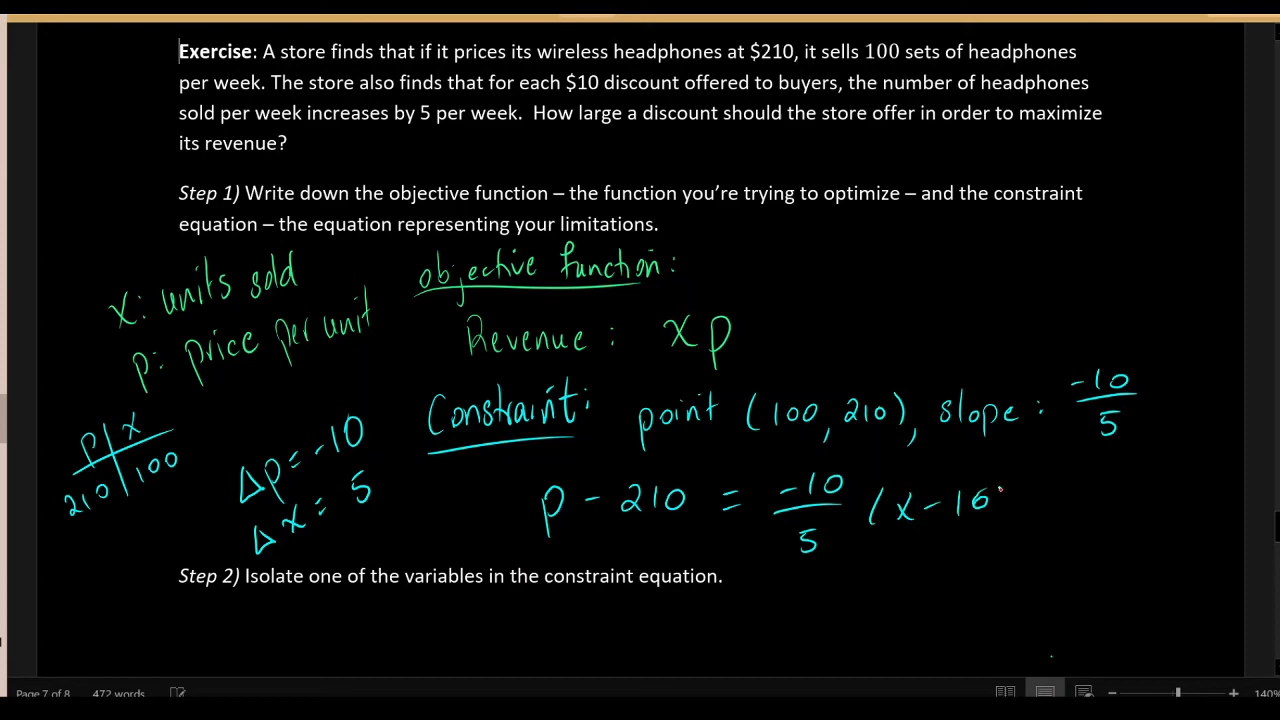 Exercise: A store finds that if it prices its wireless headphones at $210, it sells 100 sets of headphones
per week. The store also finds that for each $10 discount offered to buyers, the number of headphones
sold per week increases by 5 per week.  How large a discount should the store offer in order to maximize
its revenue?
Step 1) Write down the objective function – the function you're trying to optimize – and the constraint
equation – the equation representing your limitations.
x: units sold
p: price per unit
objective function:
Revenue: xp
Constraint: point (100, 210), slope: -10/5
p | x
210 | 100
Δp = -10
Δx = 5
p - 210 = -10/5 (x - 10
Step 2) Isolate one of the variables in the constraint equation.
Page 7 of 8 472 words 140%